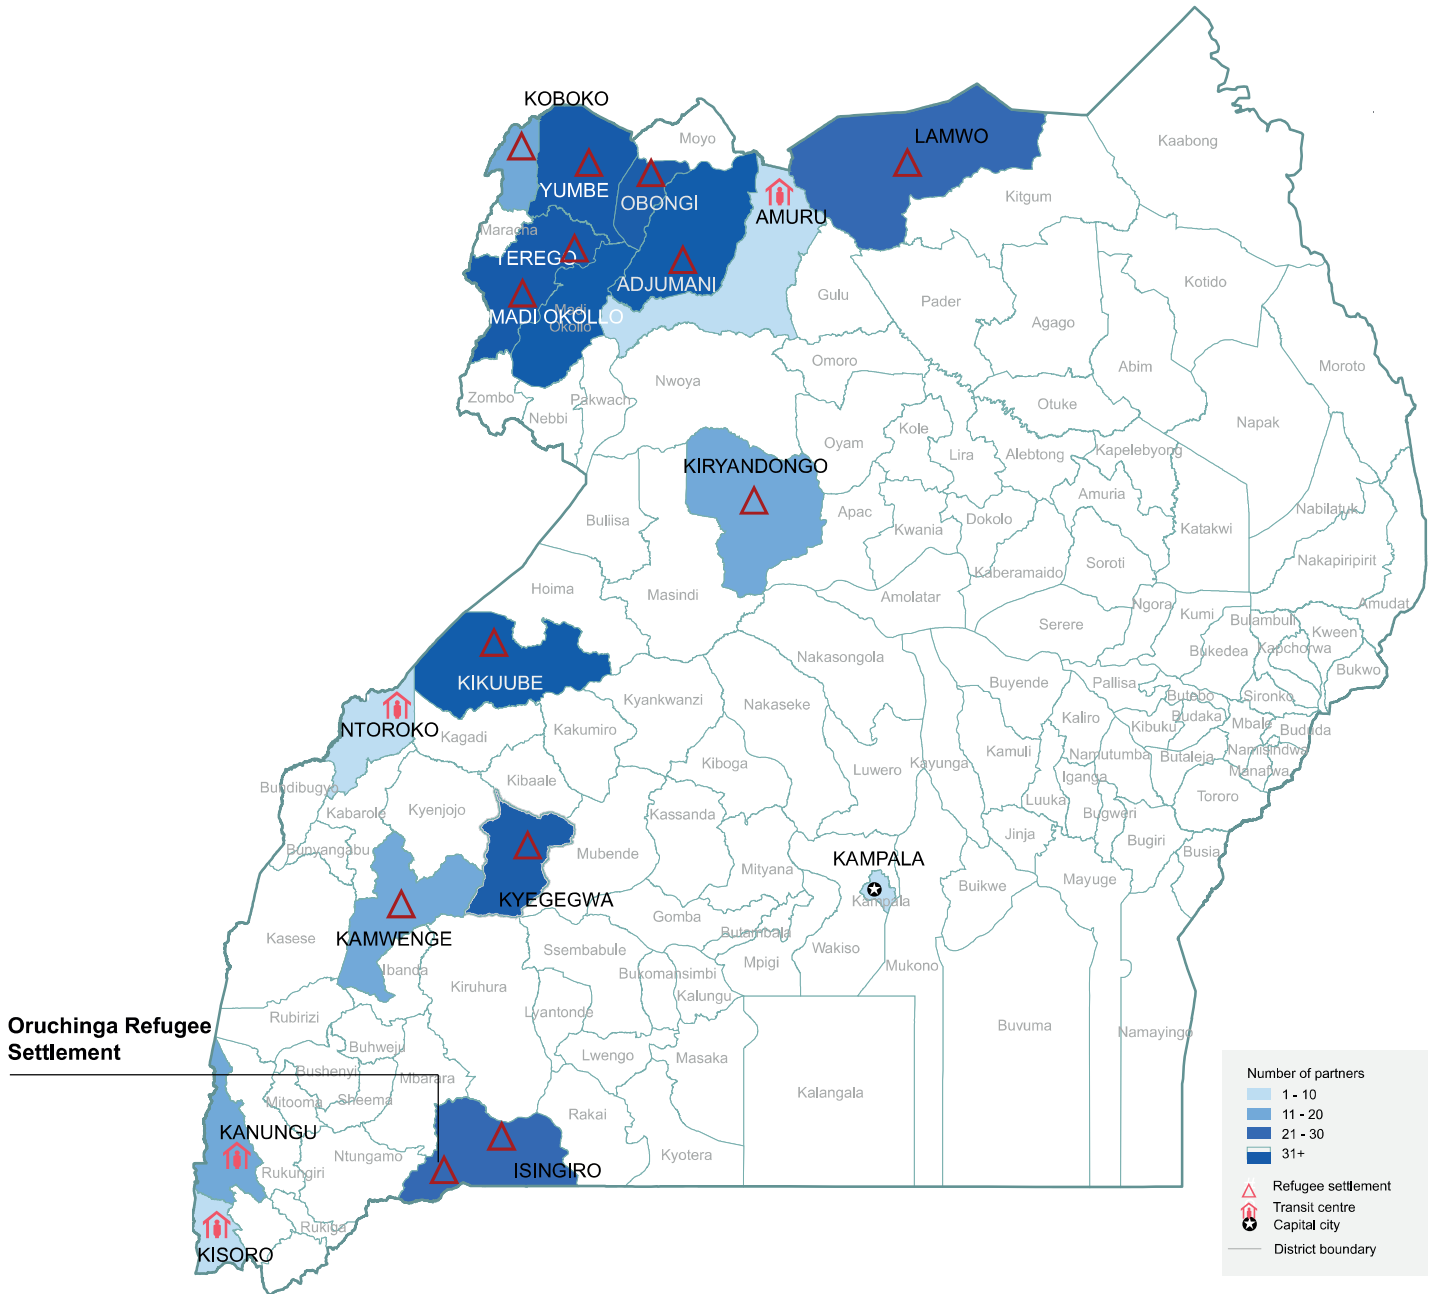 KOBOKO
Moyo
LAMWO
Kaabong
YUMBE
OBONGI
AMURU
Kitgum
Maracha
TEREGO
ADJUMANI
Gulu
Pader
Kotido
MADI OKOLLO
Madi
Okollo
Agago
Omoro
Abim
Moroto
Zombo
Nwoya
Pakwach
Nebbi
Otuke
Napak
Oyam
Kole
Lira
Alebtong
Kapelebyong
KIRYANDONGO
Amuria
Buliisa
Apac
Kwania
Dokolo
Katakwi
Nabilatuk
Nakapiripirit
Hoima
Masindi
Kaberamaido
Soroti
Amolatar
Ngora
Kumi
Amudat
Serere
Bulambuli
Kween
Bukedea
Kapchorwa
Bukwo
KIKUUBE
Nakasongola
Buyende
Pallisa
Butebo
Sironko
NTOROKO
Kyankwanzi
Nakaseke
Kagadi
Kakumiro
Kaliro
Kibuku
Budaka
Mbale
Bududa
Kiboga
Luwero
Kayunga
Kamuli
Namutumba
Butaleja
Namisindwa
Manafwa
Bundibugyo
Kibaale
Iganga
Kabarole
Kyenjojo
Kassanda
Luuka
Bugweri
Tororo
Bunyangabu
Mubende
Jinja
Bugiri
Busia
Mityana
KAMPALA
Kampala
Buikwe
Mayuge
KYEGEGWA
Gomba
Butambala
Wakiso
KAMWENGE
Kasese
Ssembabule
Mpigi
Mukono
Ibanda
Kiruhura
Bukomansimbi
Kalungu
Lyantonde
Rubirizi
Oruchinga Refugee
Settlement
Buvuma
Namayingo
Buhweju
Lwengo
Masaka
Bushenyi
Mbarara
Mitooma
Sheema
Kalangala
Rakai
KANUNGU
Ntungamo
Rukungiri
Kyotera
ISINGIRO
Rukiga
KISORO
Number of partners
1 - 10
11 - 20
21 - 30
31+
Refugee settlement
Transit centre
Capital city
District boundary